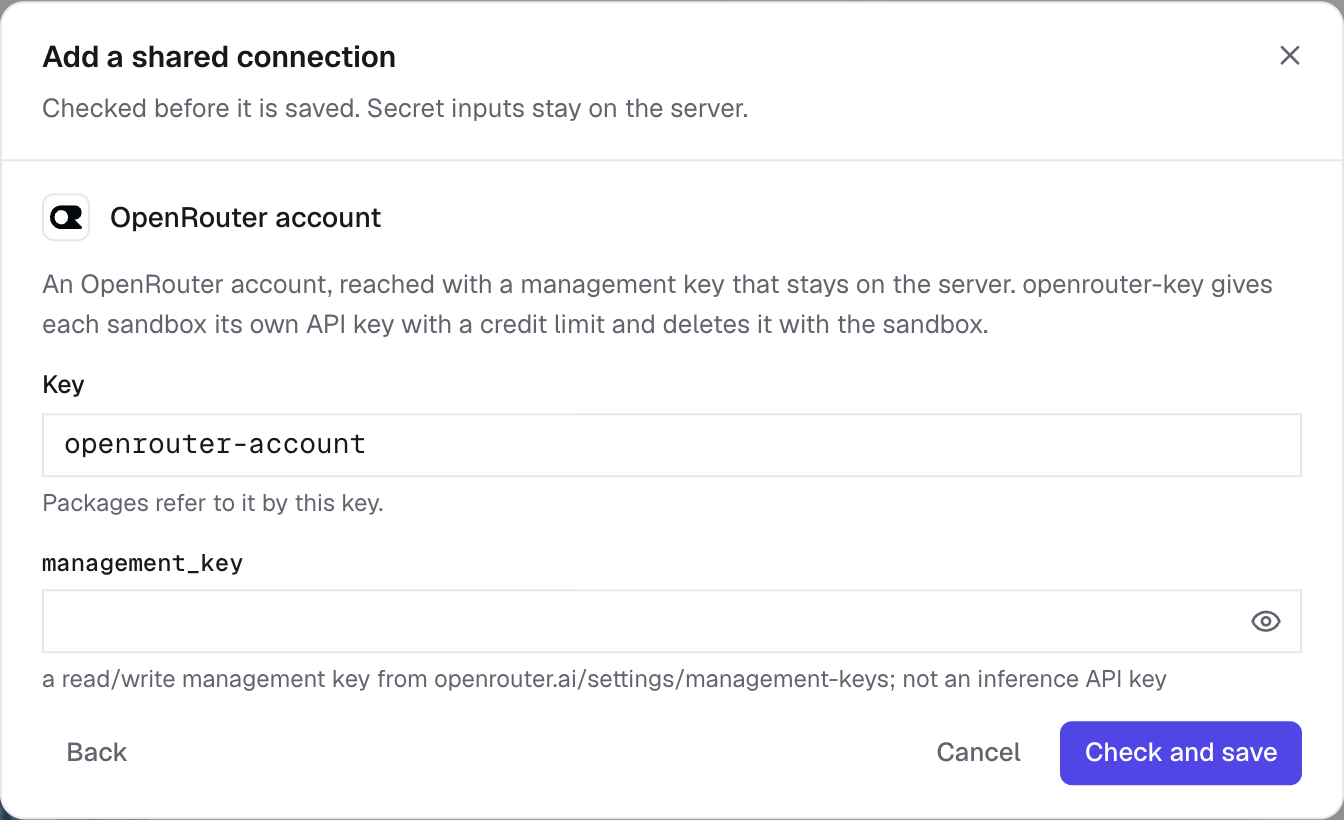 Add a shared connection
Checked before it is saved. Secret inputs stay on the server.
OpenRouter account
An OpenRouter account, reached with a management key that stays on the server. openrouter-key gives
each sandbox its own API key with a credit limit and deletes it with the sandbox.
Key
openrouter-account
Packages refer to it by this key.
management_key
a read/write management key from openrouter.ai/settings/management-keys; not an inference API key
Back
Cancel
Check and save